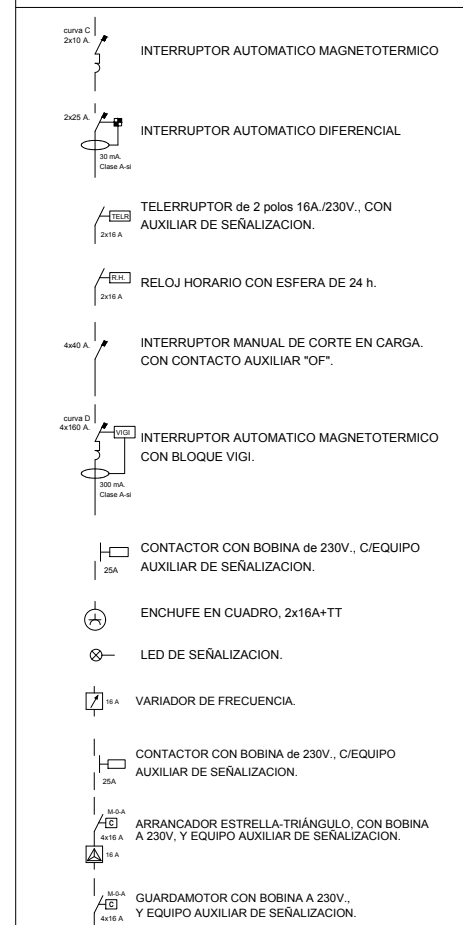 curva C
2x10 A.
INTERRUPTOR AUTOMATICO MAGNETOTERMICO
2x25 A.
INTERRUPTOR AUTOMATICO DIFERENCIAL
30 mA.
Clase A-si
TELERRUPTOR de 2 polos 16A./230V., CON
TELR
AUXILIAR DE SEÑALIZACION.
2x16 A
R.H.
RELOJ HORARIO CON ESFERA DE 24 h.
2x16 A
4x40 A.
INTERRUPTOR MANUAL DE CORTE EN CARGA.
CON CONTACTO AUXILIAR "OF".
curva D
4x160 A.
VIGI
INTERRUPTOR AUTOMATICO MAGNETOTERMICO
CON BLOQUE VIGI.
300 mA.
Clase A-si
CONTACTOR CON BOBINA de 230V., C/EQUIPO
25A
AUXILIAR DE SEÑALIZACION.
ENCHUFE EN CUADRO, 2x16A+TT
LED DE SEÑALIZACION.
16 A
VARIADOR DE FRECUENCIA.
CONTACTOR CON BOBINA de 230V., C/EQUIPO
AUXILIAR DE SEÑALIZACION.
25A
M-0-A
C
ARRANCADOR ESTRELLA-TRIÁNGULO, CON BOBINA
4x16 A
A 230V, Y EQUIPO AUXILIAR DE SEÑALIZACION.
16 A
M-0-A
C
GUARDAMOTOR CON BOBINA A 230V.,
4x16 A
Y EQUIPO AUXILIAR DE SEÑALIZACION.